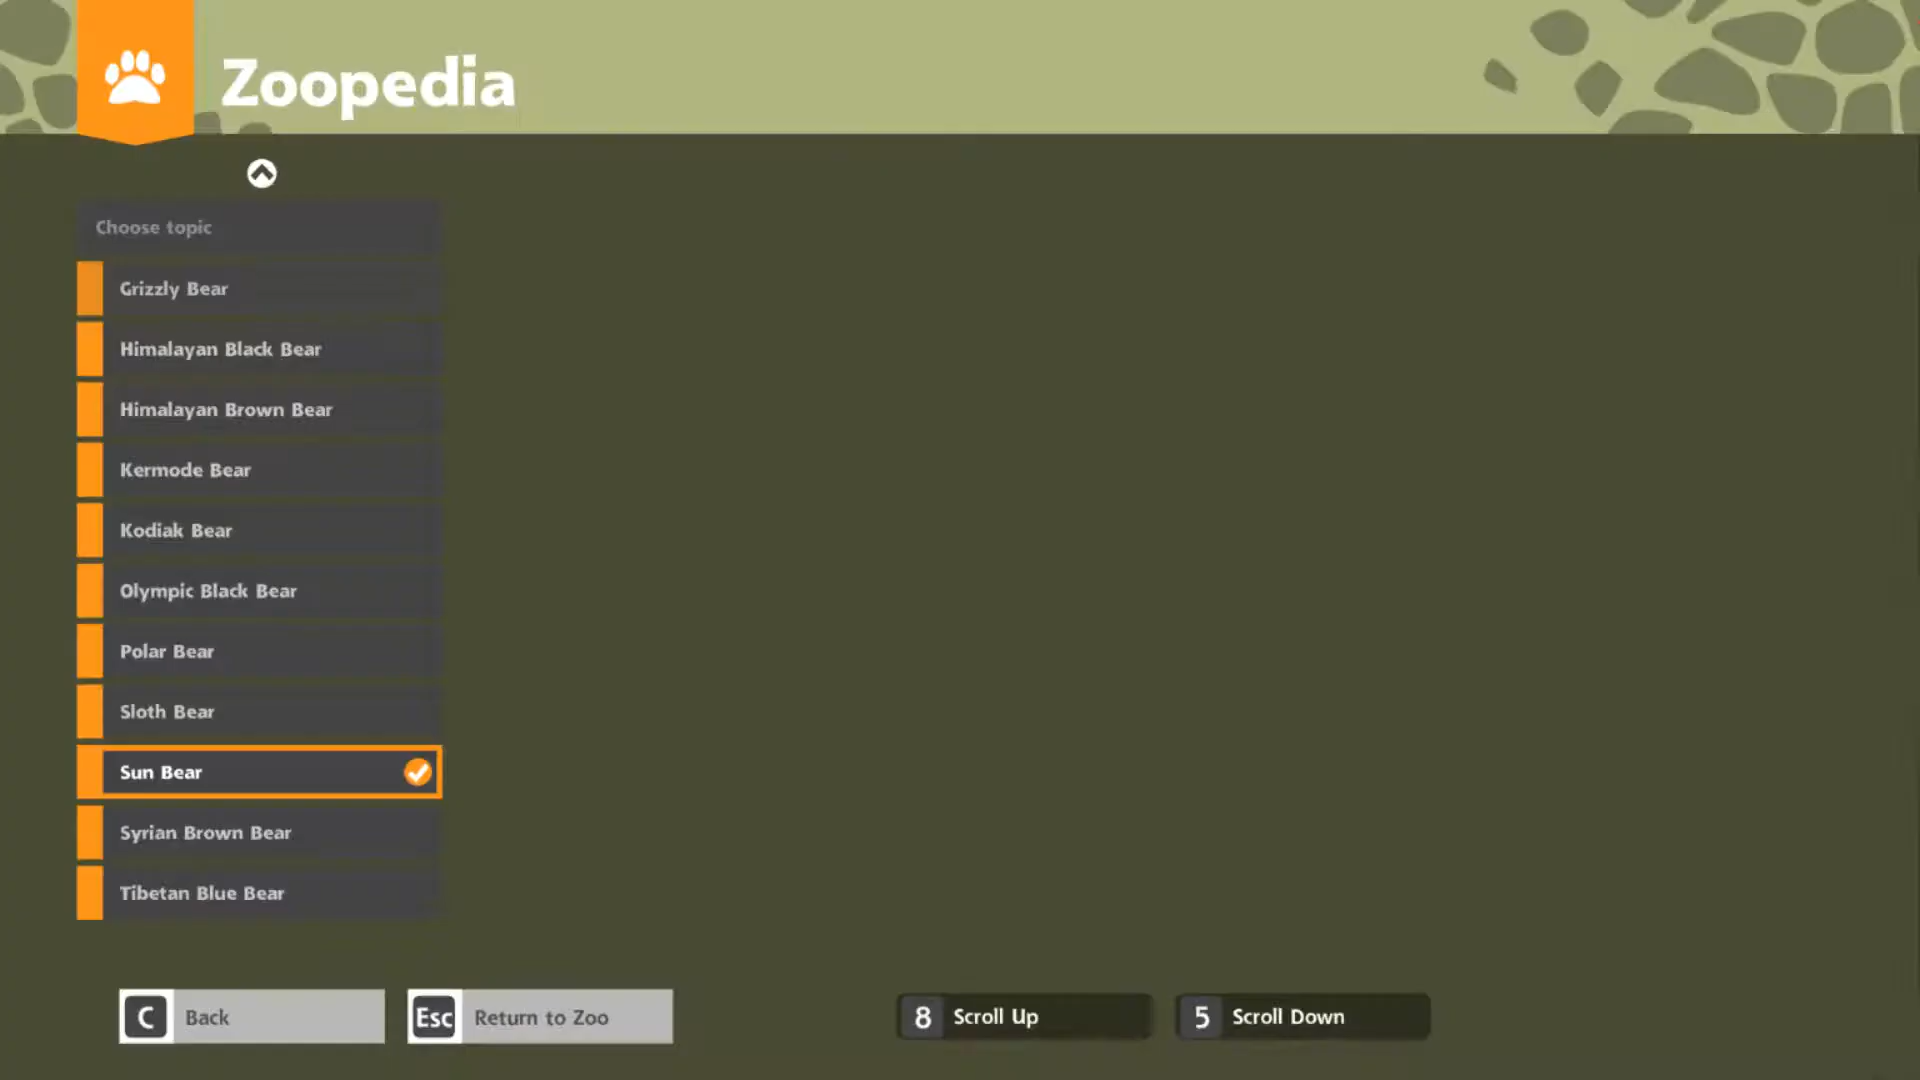 Zoopedia
Choose topic
Grizzly Bear
Himalayan Black Bear
Himalayan Brown Bear
Kermode Bear
Kodiak Bear
Olympic Black Bear
Polar Bear
Sloth Bear
Sun Bear
Syrian Brown Bear
Tibetan Blue Bear
C Back Esc Return to Zoo 8 Scroll Up 5 Scroll Down